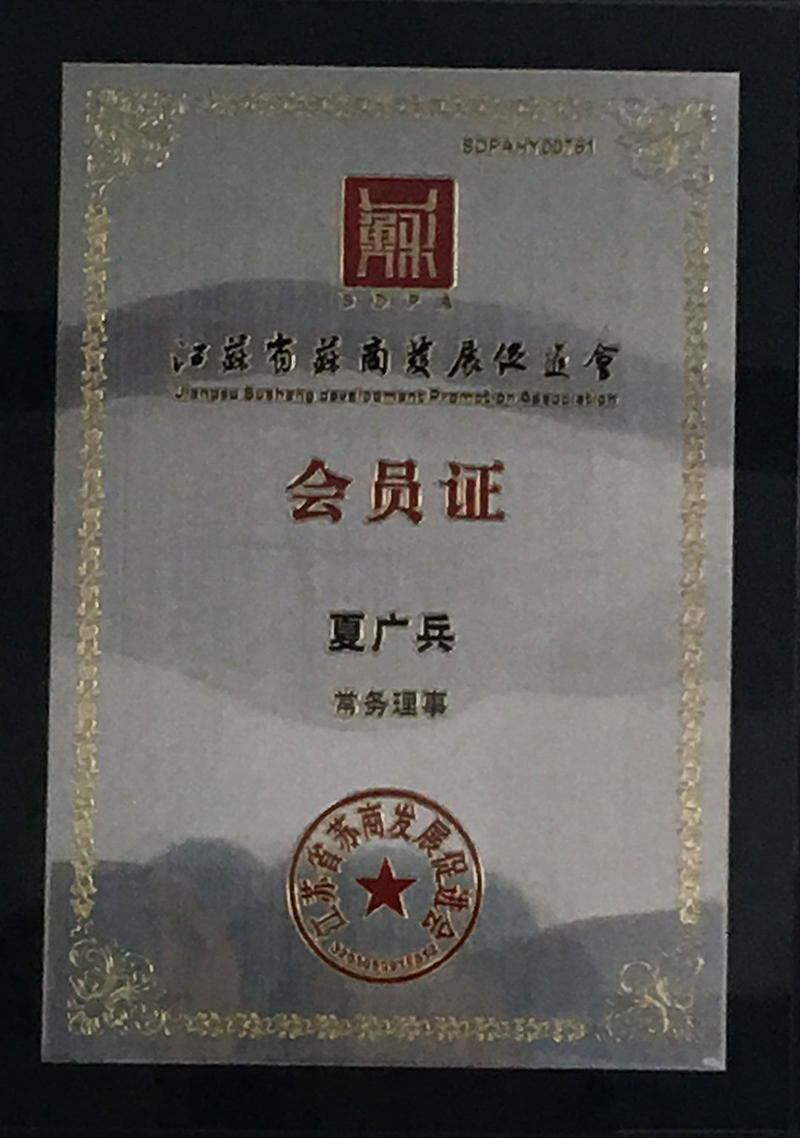 SDPAHY00781
SDPA
江蘇省蘇商發展促進會
Jiangsu Sushang development Promotion Association
会员证
夏广兵
常务理事
江苏省苏商发展促进会